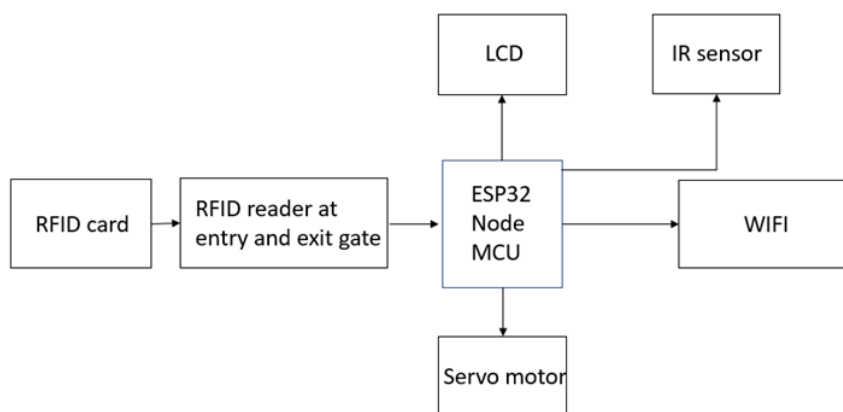 LCD
IR sensor
RFID card
RFID reader at
entry and exit gate
ESP32
Node
MCU
WIFI
Servo motor